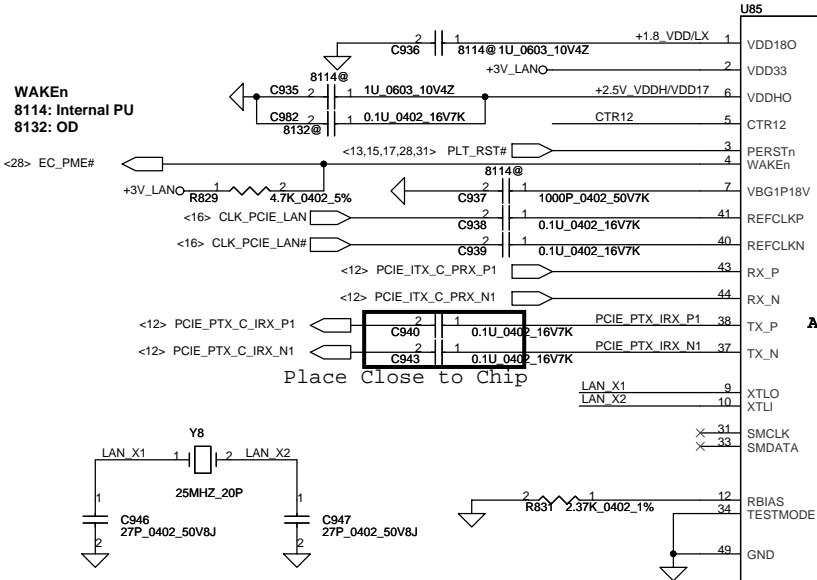 U85
C936 2 1 8114@ 1U_0603_10V4Z +1.8_VDD/LX 1 VDD18O
+3V_LAN 2 VDD33
WAKEn
8114: Internal PU
8132: OD
8114@
C935 2 1 1U_0603_10V4Z +2.5V_VDDH/VDD17 6 VDDHO
C982 2 1 0.1U_0402_16V7K
8132@
CTR12 5 CTR12
<13,15,17,28,31> PLT_RST# 3 PERSTn
<28> EC_PME# 4 WAKEn
+3V_LAN 1 2
R829 4.7K_0402_5%
8114@
C937 2 1 1000P_0402_50V7K 7 VBG1P18V
<16> CLK_PCIE_LAN C938 2 1 0.1U_0402_16V7K 41 REFCLKP
<16> CLK_PCIE_LAN# C939 2 1 0.1U_0402_16V7K 40 REFCLKN
<12> PCIE_ITX_C_PRX_P1 43 RX_P
<12> PCIE_ITX_C_PRX_N1 44 RX_N
<12> PCIE_PTX_C_IRX_P1 C940 2 1 0.1U_0402_16V7K PCIE_PTX_IRX_P1 38 TX_P
A
<12> PCIE_PTX_C_IRX_N1 C943 2 1 0.1U_0402_16V7K PCIE_PTX_IRX_N1 37 TX_N
Place Close to Chip
LAN_X1 9 XTLO
LAN_X2 10 XTLI
31 SMCLK
33 SMDATA
Y8
LAN_X1 1 2 LAN_X2
25MHZ_20P
1 C946 27P_0402_50V8J 2
1 C947 27P_0402_50V8J 2
2 1 12 RBIAS
R831 2.37K_0402_1%
34 TESTMODE
49 GND